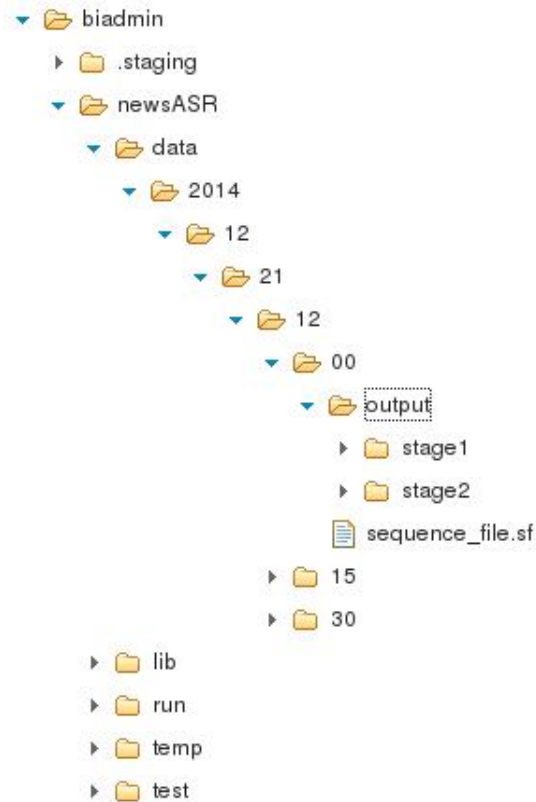 biadmin
.staging
newsASR
data
2014
12
21
12
00
output
stage1
stage2
sequence_file.sf
15
30
lib
run
temp
test